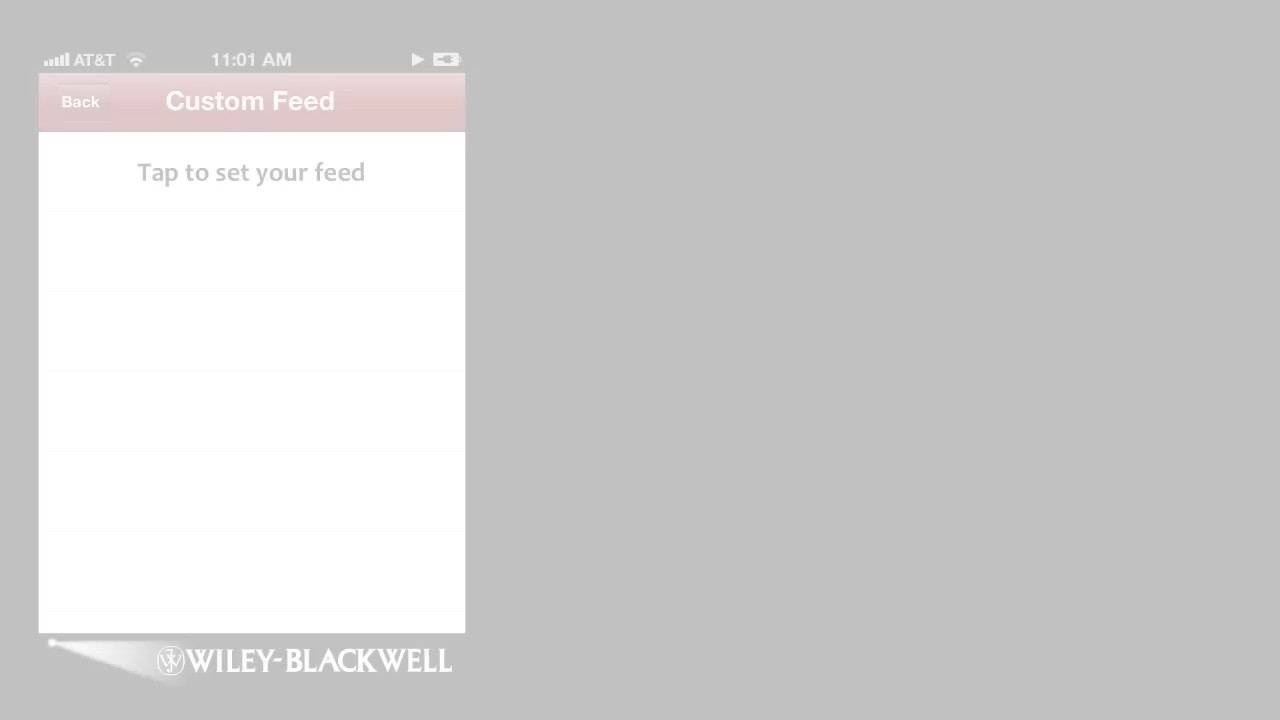 AT&T 11:01 AM
Back Custom Feed
Tap to set your feed
WILEY-BLACKWELL